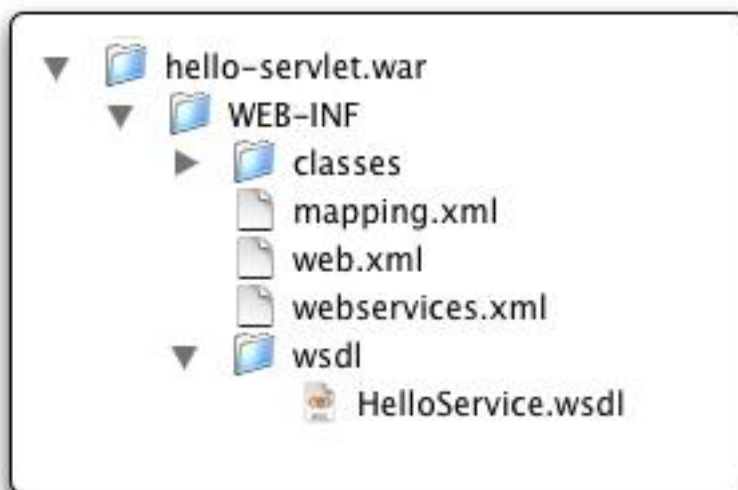 hello-servlet.war
WEB-INF
classes
mapping.xml
web.xml
webservices.xml
wsdl
HelloService.wsdl